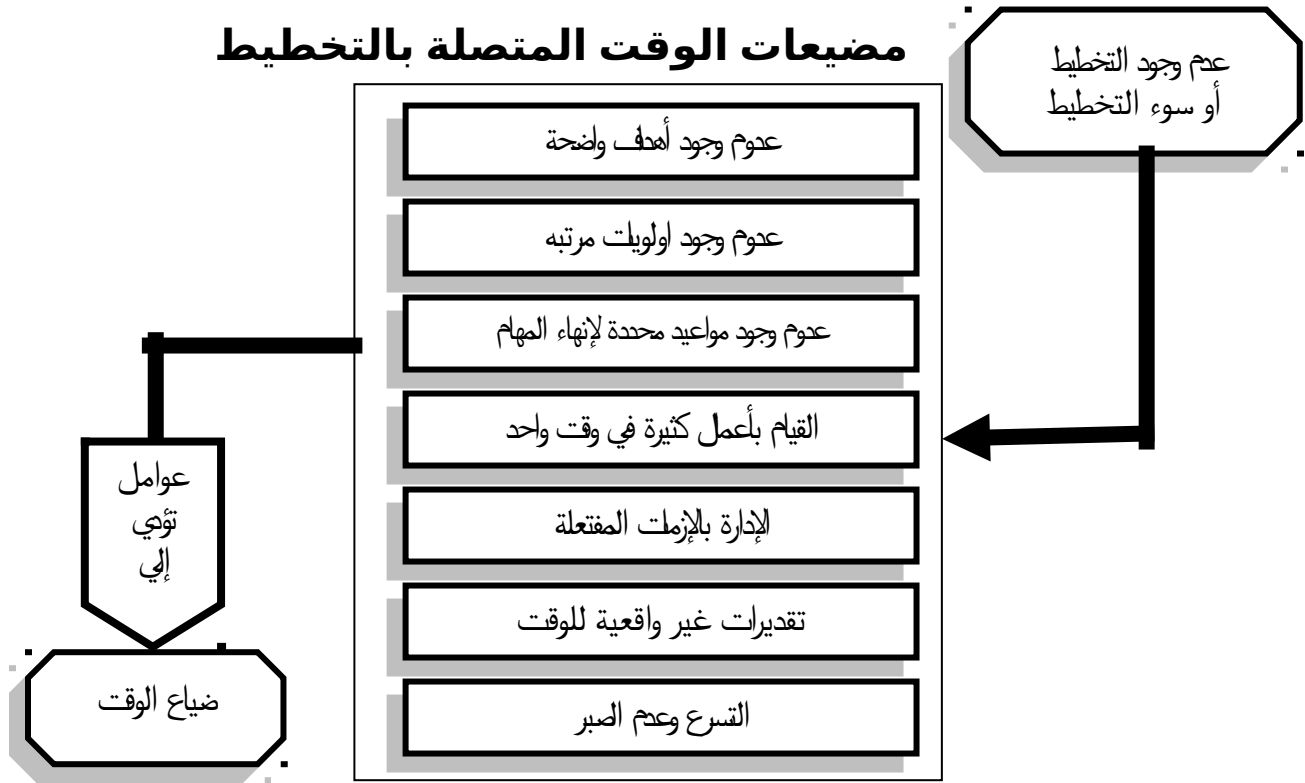 مضيعات الوقت المتصلة بالتخطيط
عدم وجود التخطيط
أو سوء التخطيط
عدوم وجود أهداف واضحة
عدوم وجود اولويات مرتبه
عدوم وجود مواعيد محددة لإنهاء المهام
القيام بأعمال كثيرة في وقت واحد
الإدارة بالإزمات المفتعلة
تقديرات غير واقعية للوقت
التسرع وعدم الصبر
عوامل
تؤدي
إلي
ضياع الوقت